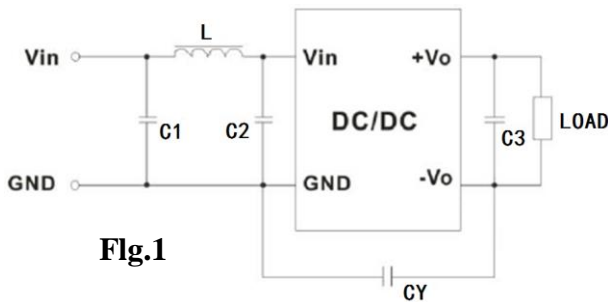 L
Vin
Vin
+Vo
C1
C2
DC/DC
C3
LOAD
GND
GND
-Vo
Flg.1
CY